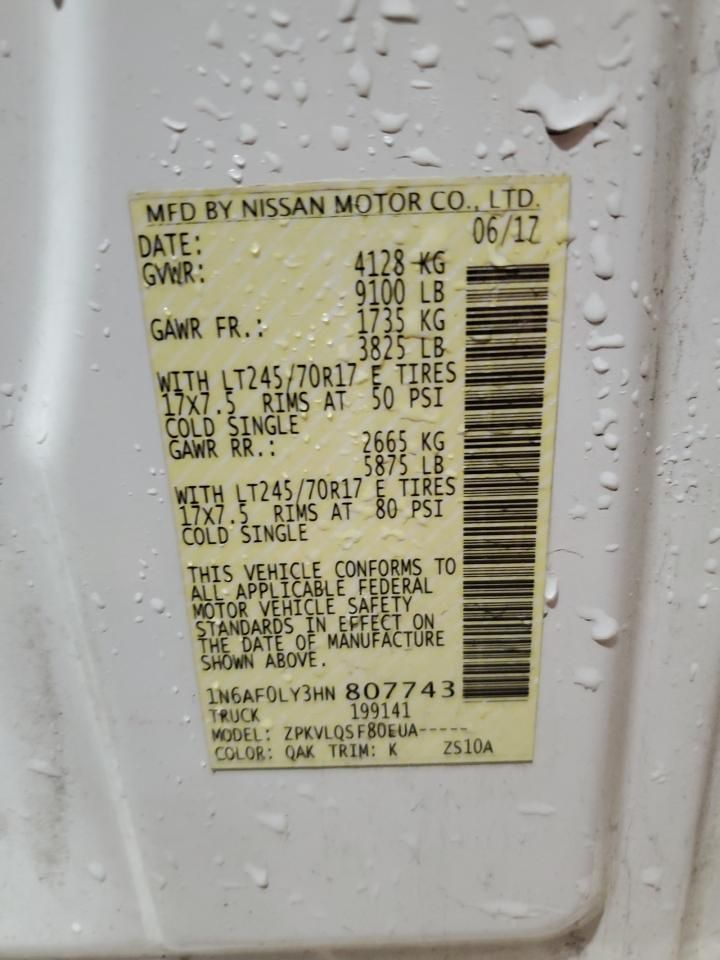 MFD BY NISSAN MOTOR CO., LTD.
DATE: 06/17
GVWR: 4128 KG
9100 LB
GAWR FR.: 1735 KG
3825 LB
WITH LT245/70R17 E TIRES
17X7.5 RIMS AT 50 PSI
COLD SINGLE
GAWR RR.: 2665 KG
5875 LB
WITH LT245/70R17 E TIRES
17X7.5 RIMS AT 80 PSI
COLD SINGLE
THIS VEHICLE CONFORMS TO
ALL APPLICABLE FEDERAL
MOTOR VEHICLE SAFETY
STANDARDS IN EFFECT ON
THE DATE OF MANUFACTURE
SHOWN ABOVE.
1N6AF0LY3HN 807743
TRUCK 199141
MODEL: ZPKVLQSF80EUA-----
COLOR: QAK TRIM: K ZS10A